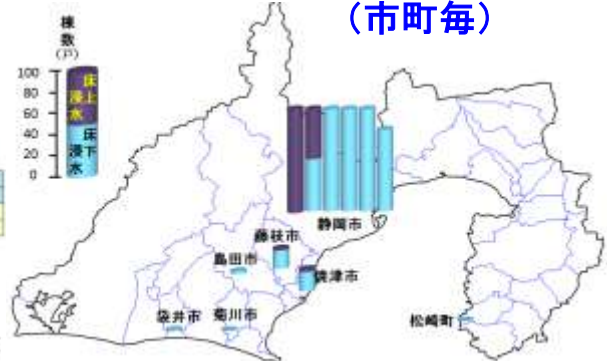 (市町毎)
棟数(戸)
100
80
60
40
20
0
床上浸水
床下浸水
静岡市
藤枝市
島田市
焼津市
袋井市
菊川市
松崎町